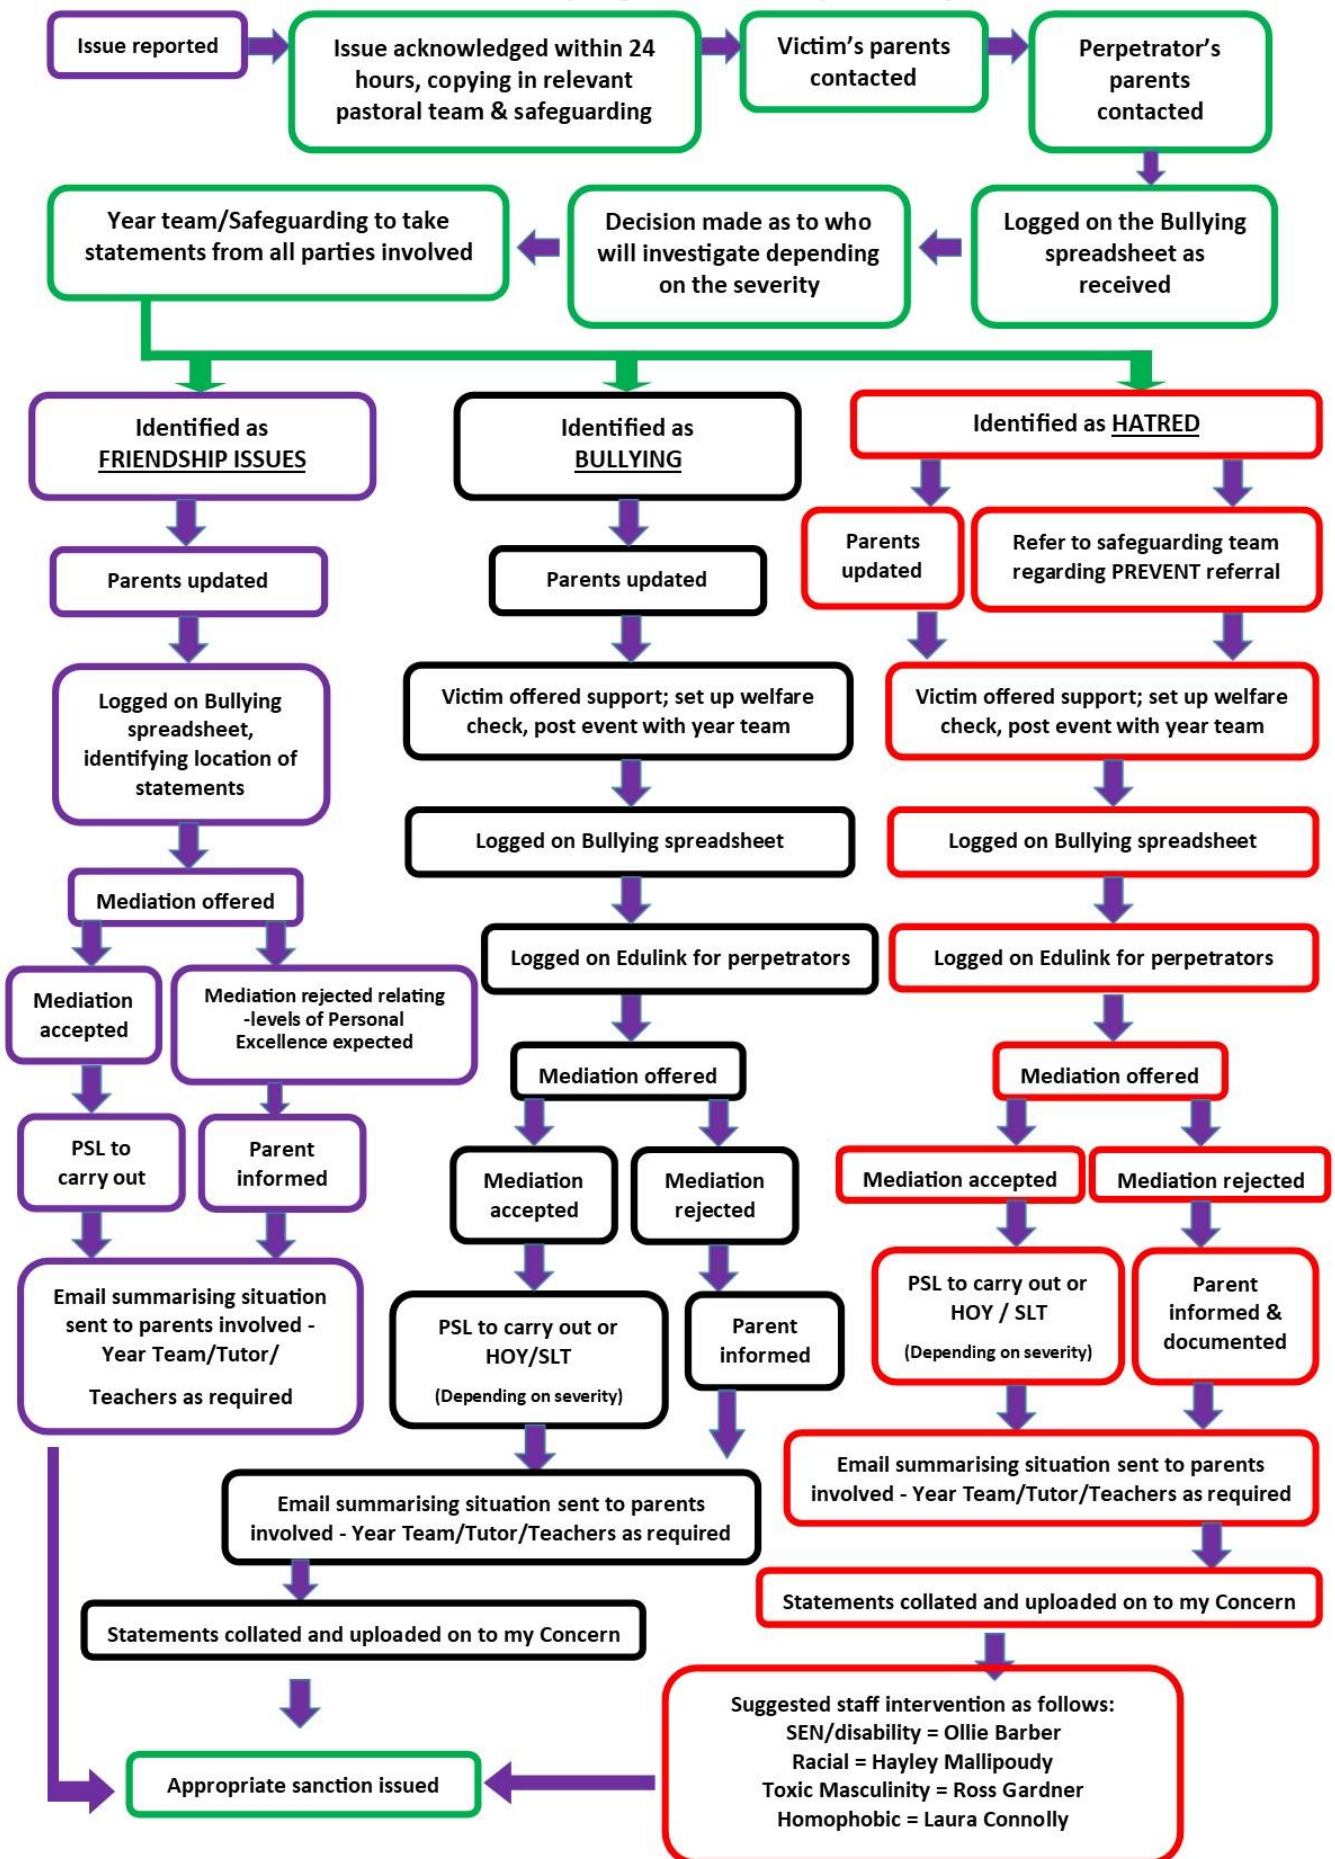 Issue reported
Issue acknowledged within 24
hours, copying in relevant
pastoral team & safeguarding
Victim's parents
contacted
Perpetrator's
parents
contacted
Logged on the Bullying
spreadsheet as
received
Decision made as to who
will investigate depending
on the severity
Year team/Safeguarding to take
statements from all parties involved
Identified as
FRIENDSHIP ISSUES
Parents updated
Logged on Bullying
spreadsheet,
identifying location of
statements
Mediation offered
Mediation
accepted
PSL to
carry out
Mediation rejected relating
-levels of Personal
Excellence expected
Parent
informed
Email summarising situation
sent to parents involved -
Year Team/Tutor/
Teachers as required
Identified as
BULLYING
Parents updated
Victim offered support; set up welfare
check, post event with year team
Logged on Bullying spreadsheet
Logged on Edulink for perpetrators
Mediation offered
Mediation
accepted
PSL to carry out or
HOY/SLT
(Depending on severity)
Mediation
rejected
Parent
informed
Email summarising situation sent to parents
involved - Year Team/Tutor/Teachers as required
Statements collated and uploaded on to my Concern
Identified as HATRED
Parents
updated
Refer to safeguarding team
regarding PREVENT referral
Victim offered support; set up welfare
check, post event with year team
Logged on Bullying spreadsheet
Logged on Edulink for perpetrators
Mediation offered
Mediation accepted
PSL to carry out or
HOY / SLT
(Depending on severity)
Mediation rejected
Parent
informed &
documented
Email summarising situation sent to parents
involved - Year Team/Tutor/Teachers as required
Statements collated and uploaded on to my Concern
Suggested staff intervention as follows:
SEN/disability = Ollie Barber
Racial = Hayley Mallipoudy
Toxic Masculinity = Ross Gardner
Homophobic = Laura Connolly
Appropriate sanction issued